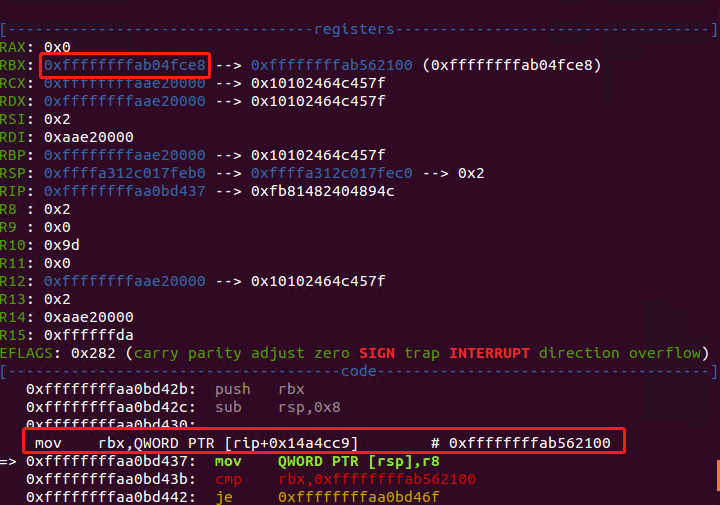 [----------------------------------registers-----------------------------------]
RAX: 0x0
RBX: 0xffffffffab04fce8 --> 0xffffffffab562100 (0xffffffffab04fce8)
RCX: 0xffffffffaae20000 --> 0x10102464c457f
RDX: 0xffffffffaae20000 --> 0x10102464c457f
RSI: 0x2
RDI: 0xaae20000
RBP: 0xffffffffaae20000 --> 0x10102464c457f
RSP: 0xffffa312c017feb0 --> 0xffffa312c017fec0 --> 0x2
RIP: 0xffffffffaa0bd437 --> 0xfb81482404894c
R8 : 0x2
R9 : 0x0
R10: 0x9d
R11: 0x0
R12: 0xffffffffaae20000 --> 0x10102464c457f
R13: 0x2
R14: 0xaae20000
R15: 0xffffffda
EFLAGS: 0x282 (carry parity adjust zero SIGN trap INTERRUPT direction overflow)
[-------------------------------------code-------------------------------------]
0xffffffffaa0bd42b: push rbx
0xffffffffaa0bd42c: sub rsp,0x8
0xffffffffaa0bd430:
mov rbx,QWORD PTR [rip+0x14a4cc9] # 0xffffffffab562100
=> 0xffffffffaa0bd437: mov QWORD PTR [rsp],r8
0xffffffffaa0bd43b: cmp rbx,0xffffffffab562100
0xffffffffaa0bd442: je 0xffffffffaa0bd46f